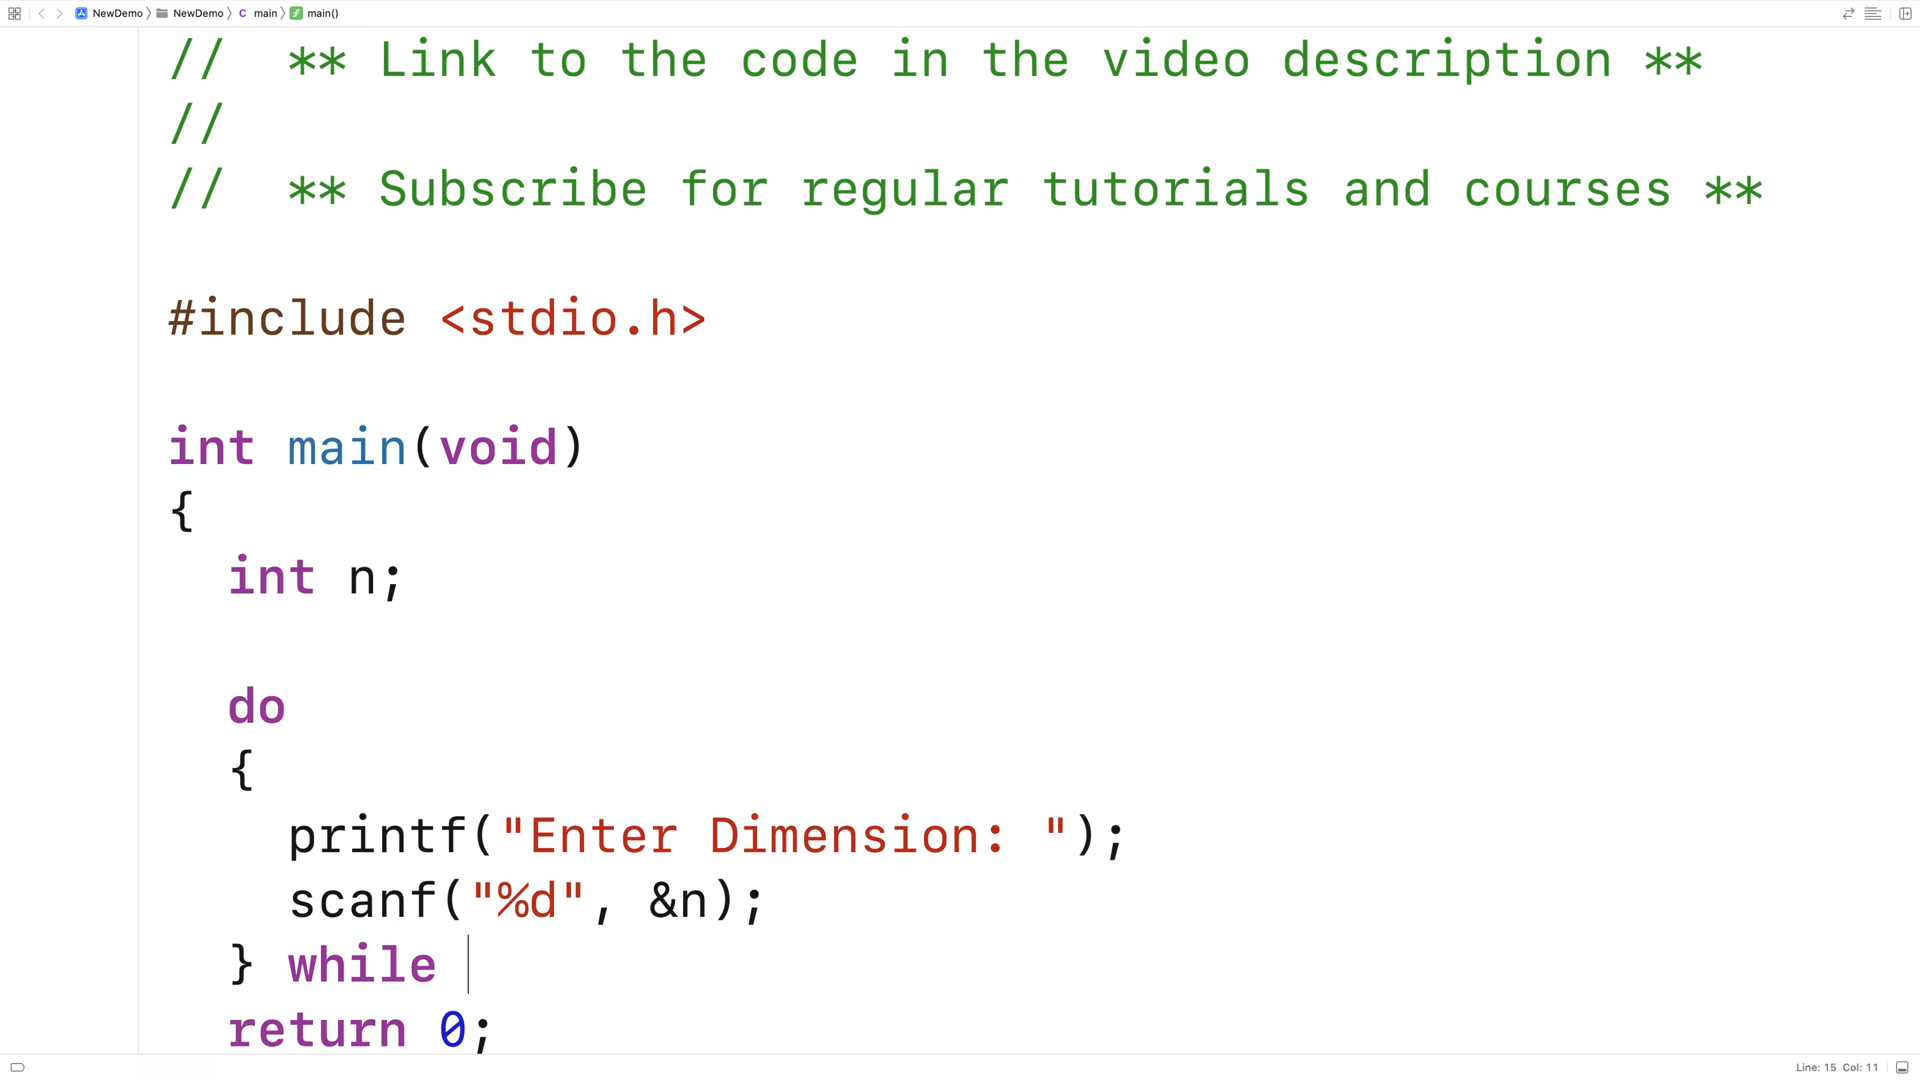 NewDemo NewDemo C main f main()
// ** Link to the code in the video description **
//
// ** Subscribe for regular tutorials and courses **
#include <stdio.h>
int main(void)
{
int n;
do
{
printf("Enter Dimension: ");
scanf("%d", &n);
} while
return 0;
Line: 15 Col: 11